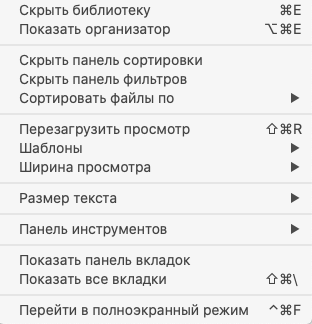 Скрыть библиотеку ⌘E
Показать организатор ⌥⌘E
Скрыть панель сортировки
Скрыть панель фильтров
Сортировать файлы по ▶
Перезагрузить просмотр ⇧⌘R
Шаблоны ▶
Ширина просмотра ▶
Размер текста ▶
Панель инструментов ▶
Показать панель вкладок
Показать все вкладки ⇧⌘\
Перейти в полноэкранный режим ^⌘F